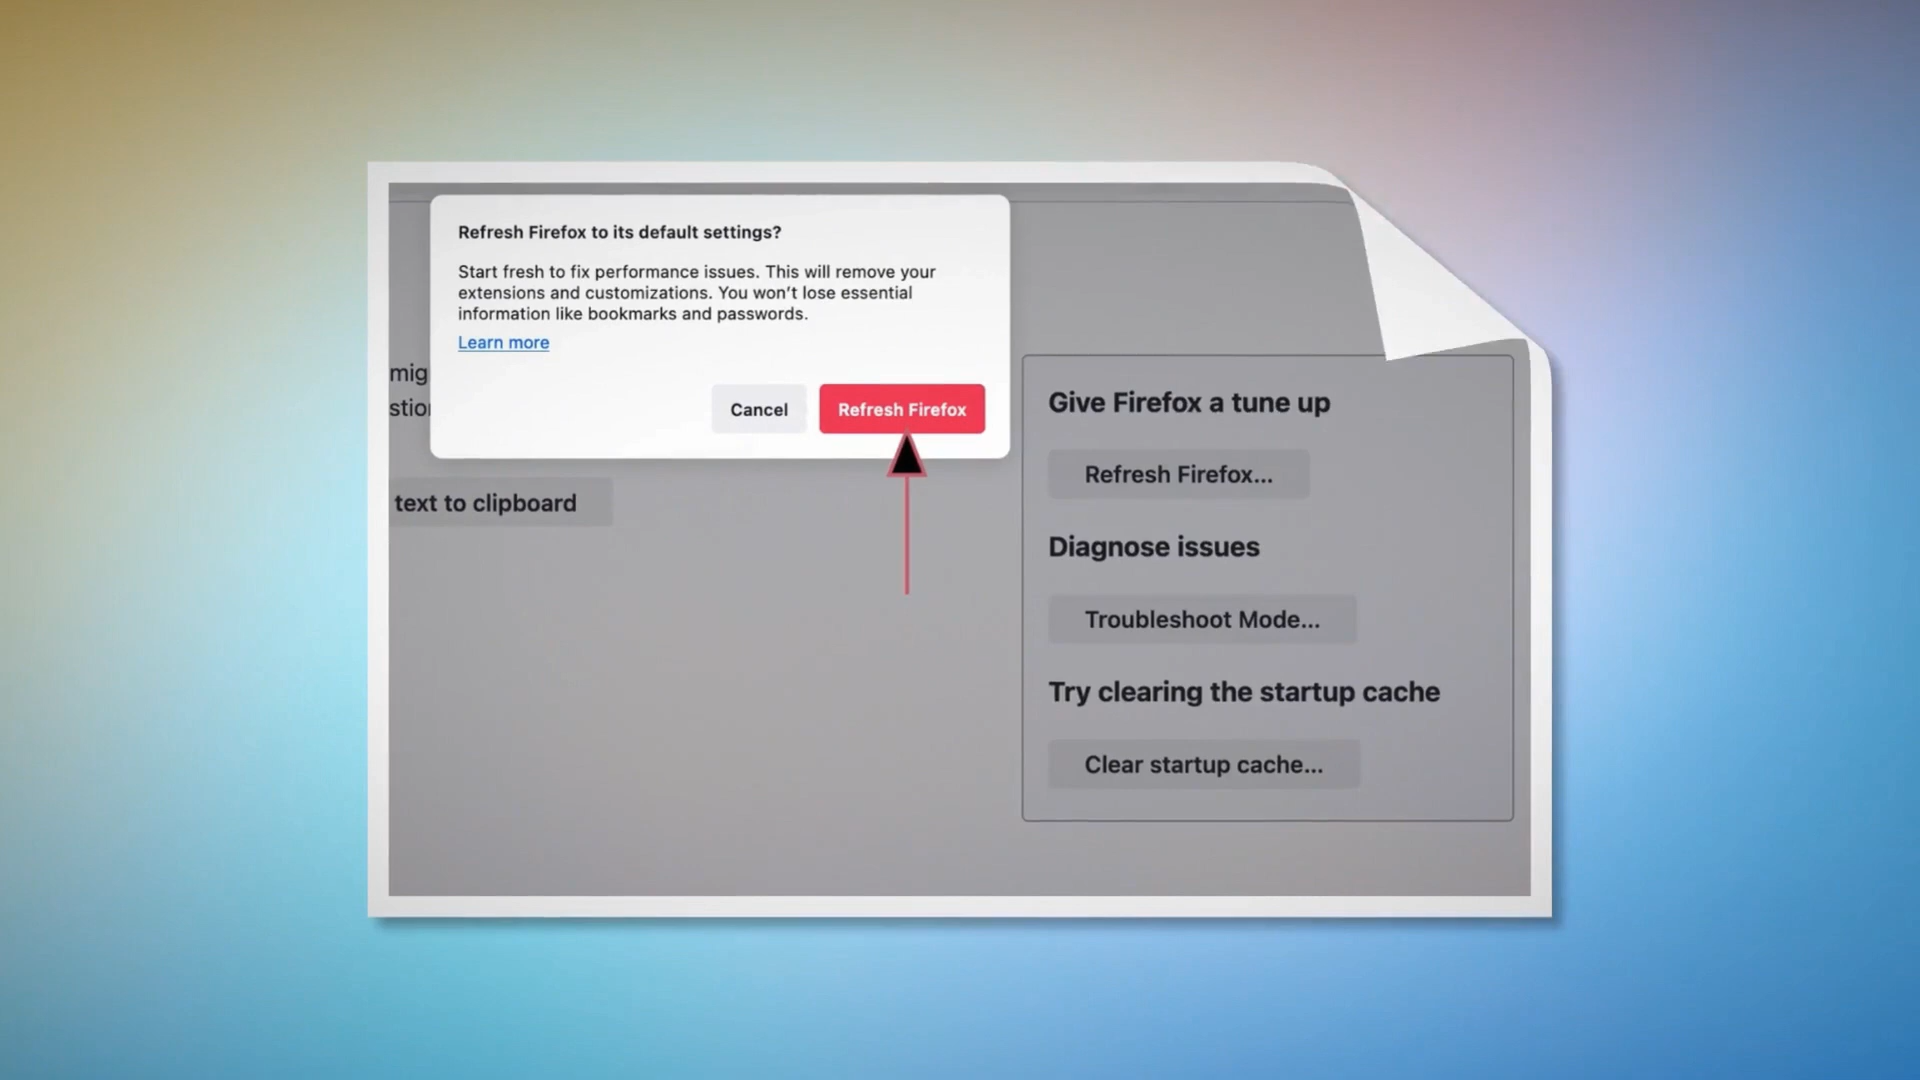 Refresh Firefox to its default settings?
Start fresh to fix performance issues. This will remove your
extensions and customizations. You won’t lose essential
information like bookmarks and passwords.
Learn more
Cancel
Refresh Firefox
mig
stion
text to clipboard
Give Firefox a tune up
Refresh Firefox...
Diagnose issues
Troubleshoot Mode...
Try clearing the startup cache
Clear startup cache...